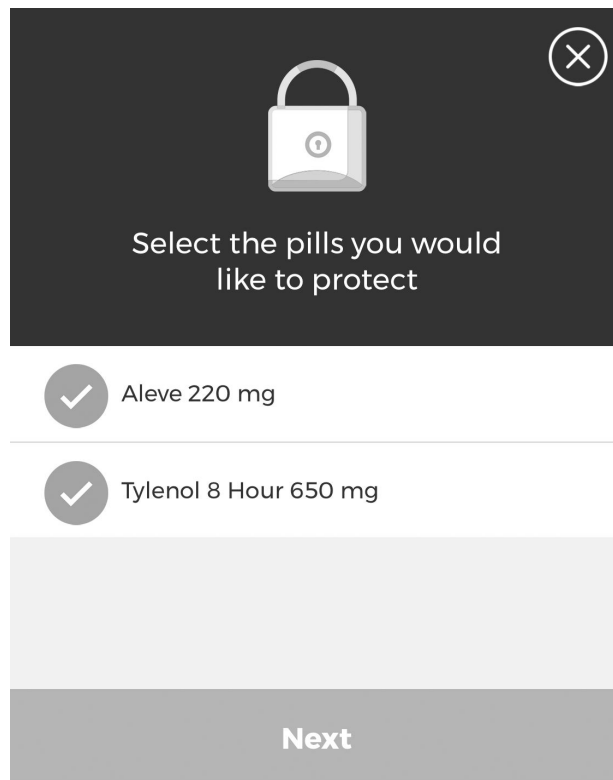 Select the pills you would
like to protect
Aleve 220 mg
Tylenol 8 Hour 650 mg
Next